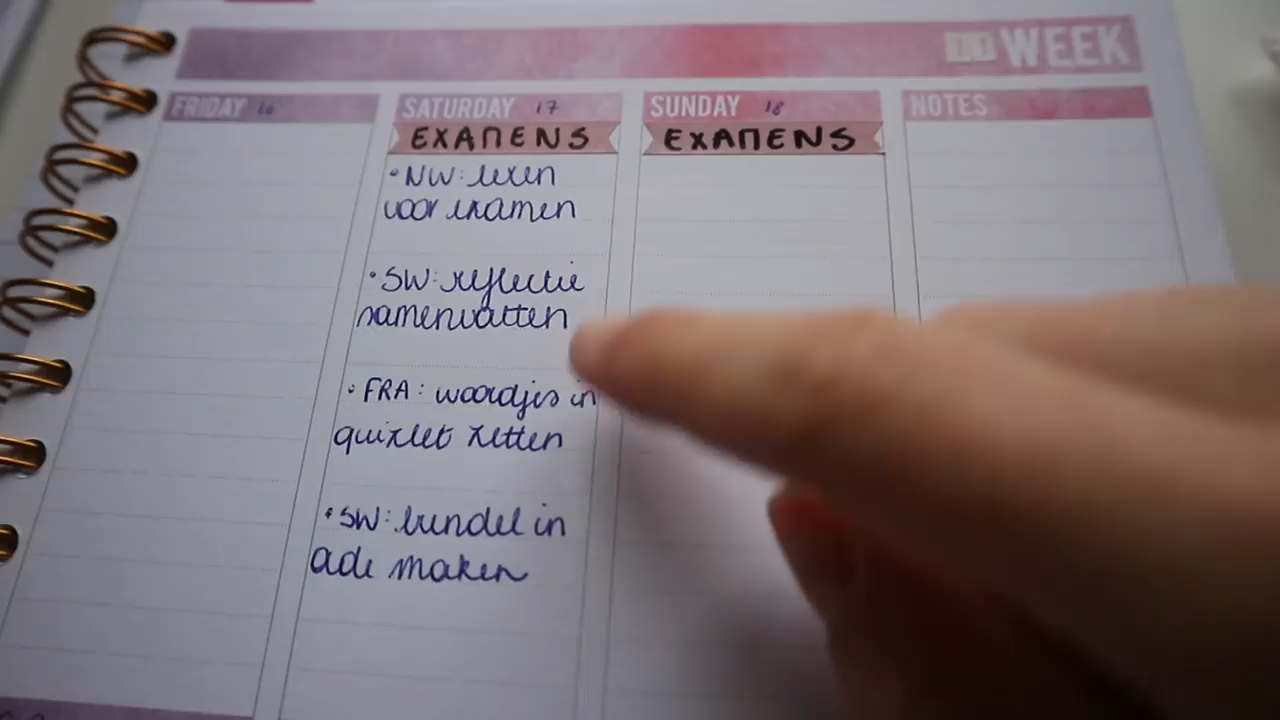 WEEK
FRIDAY 16
SATURDAY 17
SUNDAY 18
NOTES
EXAMENS
EXAMENS
• NW: leren
voor examen
• SW: reflectie
samenvatten
• FRA: woordjes in
quizlet zetten
• SW: bundel in
orde maken